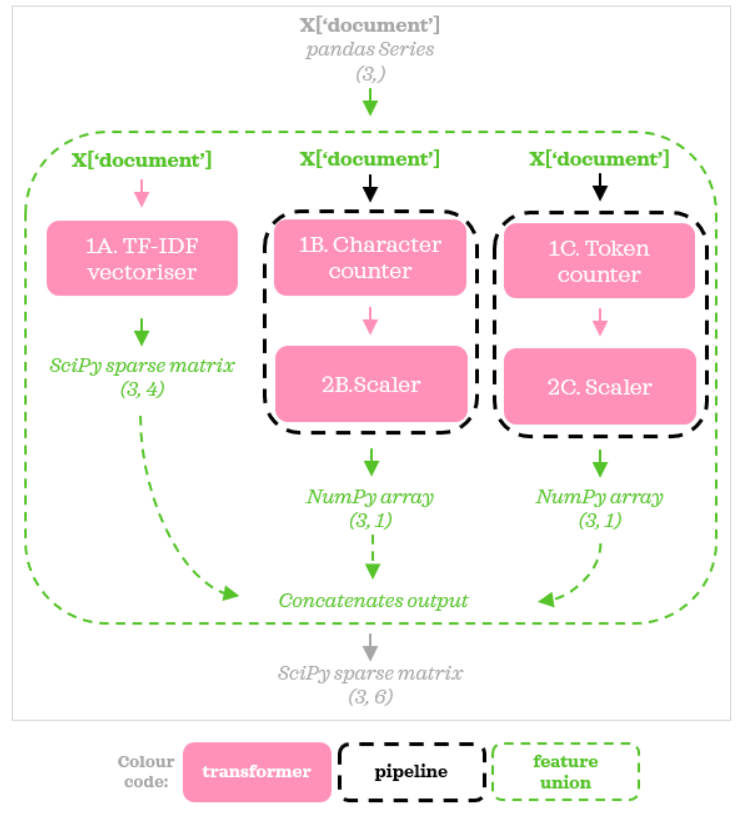 X[‘document’]
pandas Series
(3,)
X[‘document’]
X[‘document’]
X[‘document’]
1A. TF-IDF
vectoriser
1B. Character
counter
1C. Token
counter
2B.Scaler
2C. Scaler
SciPy sparse matrix
(3, 4)
NumPy array
(3, 1)
NumPy array
(3, 1)
Concatenates output
SciPy sparse matrix
(3, 6)
Colour
code:
transformer
pipeline
feature
union